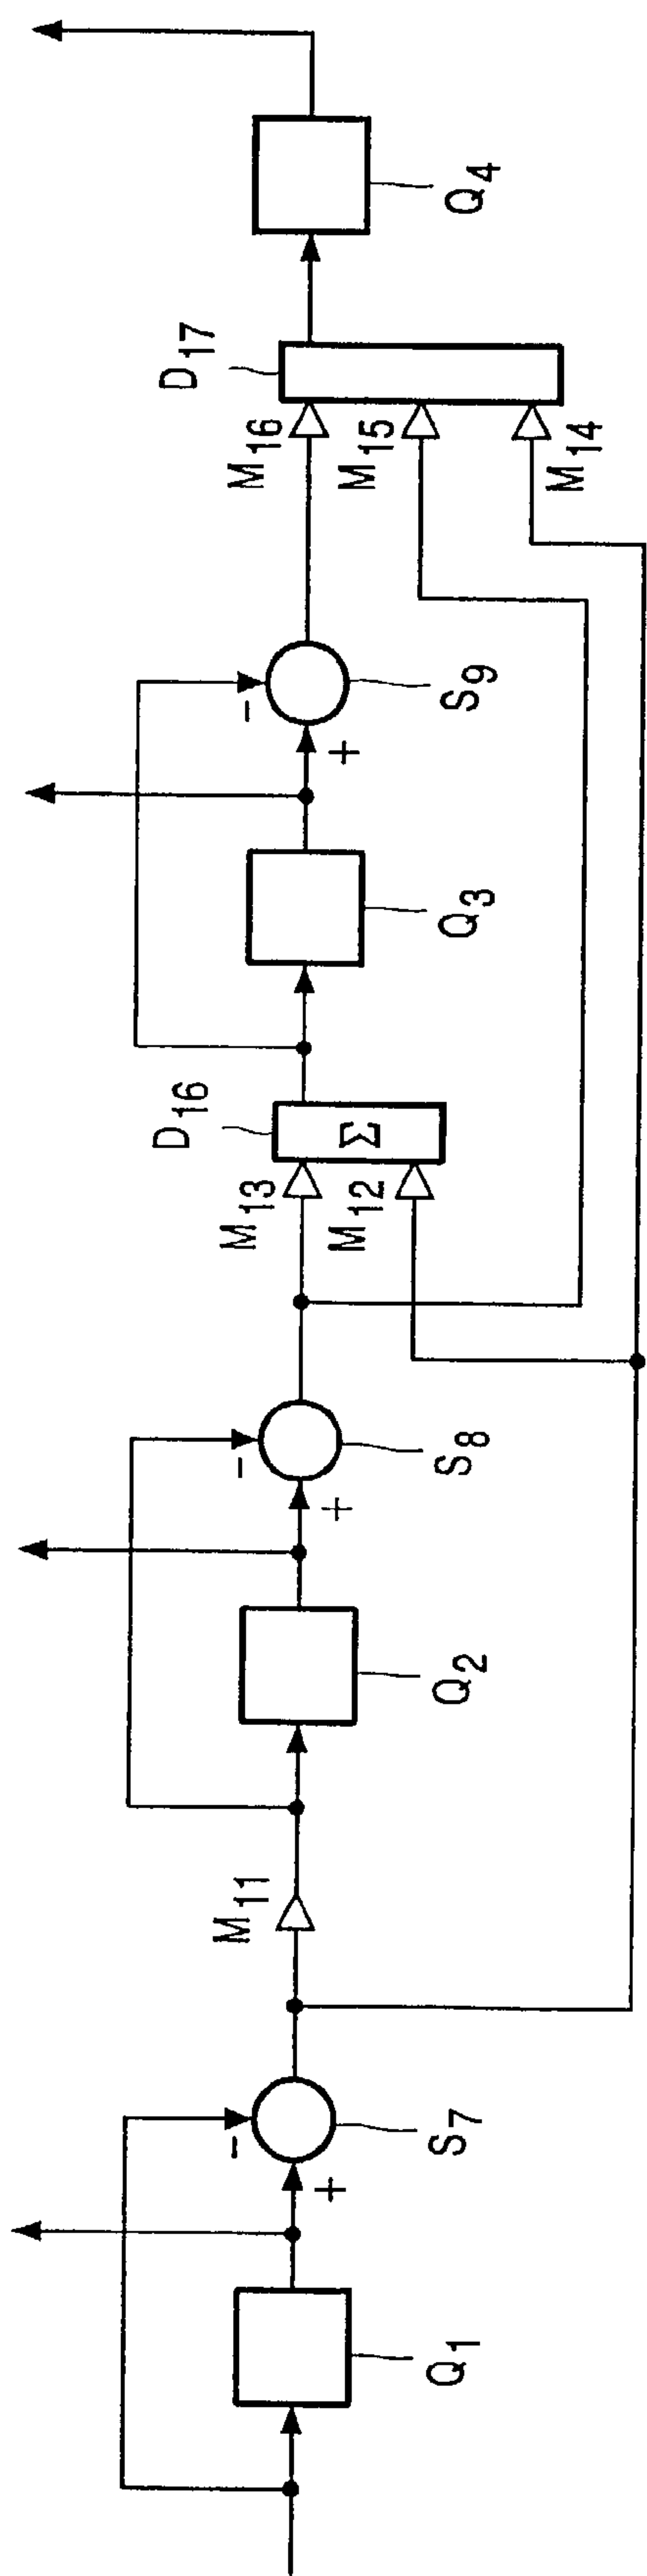 Q1
-
+
S7
M11
Q2
-
+
S8
M13
M12
D16
Σ
Q3
-
+
S9
M16
M15
M14
D17
Q4